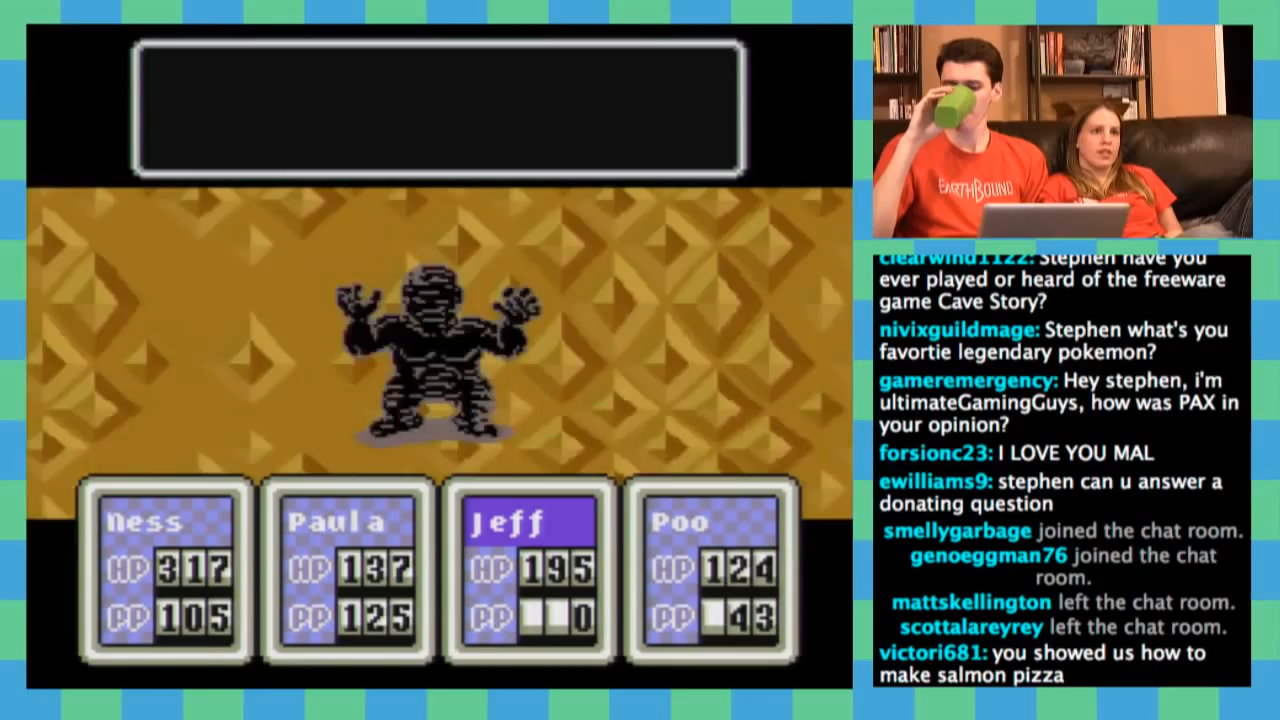 Ness
HP 317
PP 105
Paula
HP 137
PP 125
Jeff
HP 195
PP 0
Poo
HP 124
PP 43
EARTHBOUND
clearwind1122: Stephen have you
ever played or heard of the freeware
game Cave Story?
nivixguildmage: Stephen what's you
favortie legendary pokemon?
gameremergency: Hey stephen, i'm
ultimateGamingGuys, how was PAX in
your opinion?
forsionc23: I LOVE YOU MAL
ewilliams9: stephen can u answer a
donating question
smellygarbage joined the chat room.
genoeggman76 joined the chat
room.
mattskellington left the chat room.
scottalareyrey left the chat room.
victori681: you showed us how to
make salmon pizza